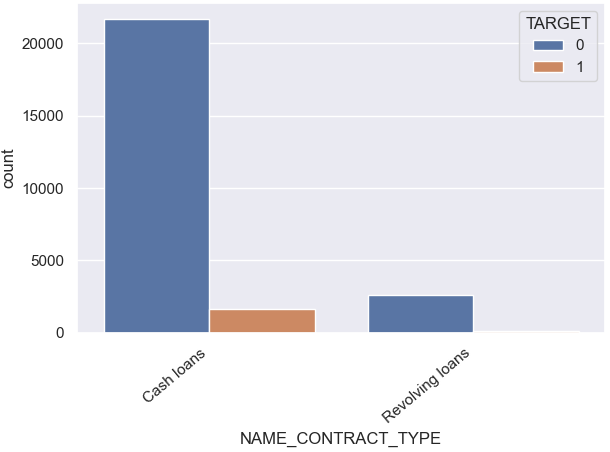 TARGET
0
1
20000
15000
10000
5000
0
count
Cash loans
Revolving loans
NAME_CONTRACT_TYPE